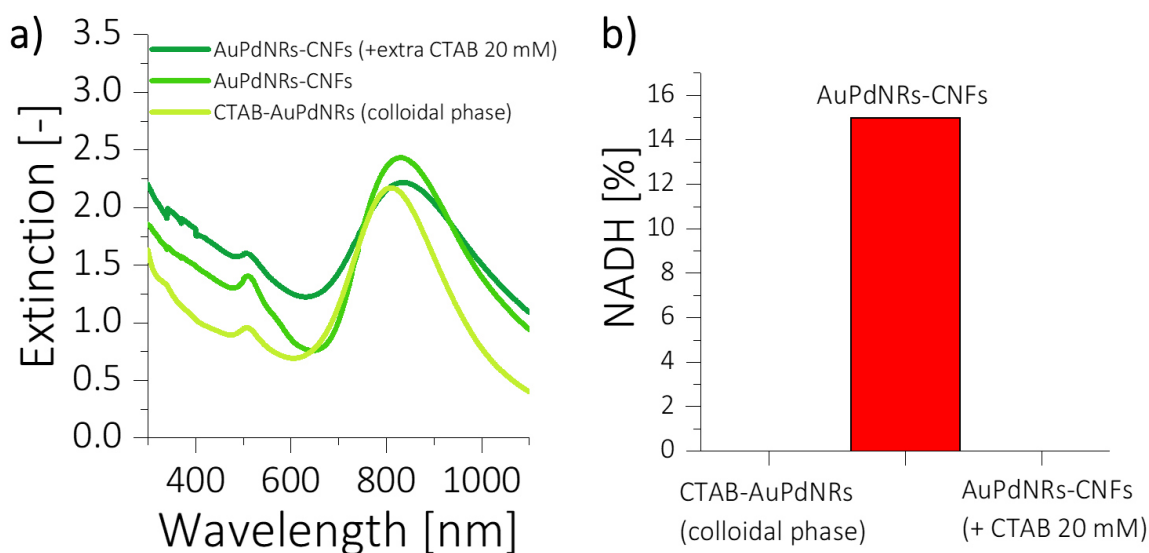 a)
3.5
3.0
2.5
2.0
1.5
1.0
0.5
0.0
Extinction [-]
AuPdNRs-CNFs (+extra CTAB 20 mM)
AuPdNRs-CNFs
CTAB-AuPdNRs (colloidal phase)
400 600 800 1000
Wavelength [nm]
b)
16
14
12
10
8
6
4
2
0
NADH [%]
AuPdNRs-CNFs
CTAB-AuPdNRs
(colloidal phase)
AuPdNRs-CNFs
(+ CTAB 20 mM)